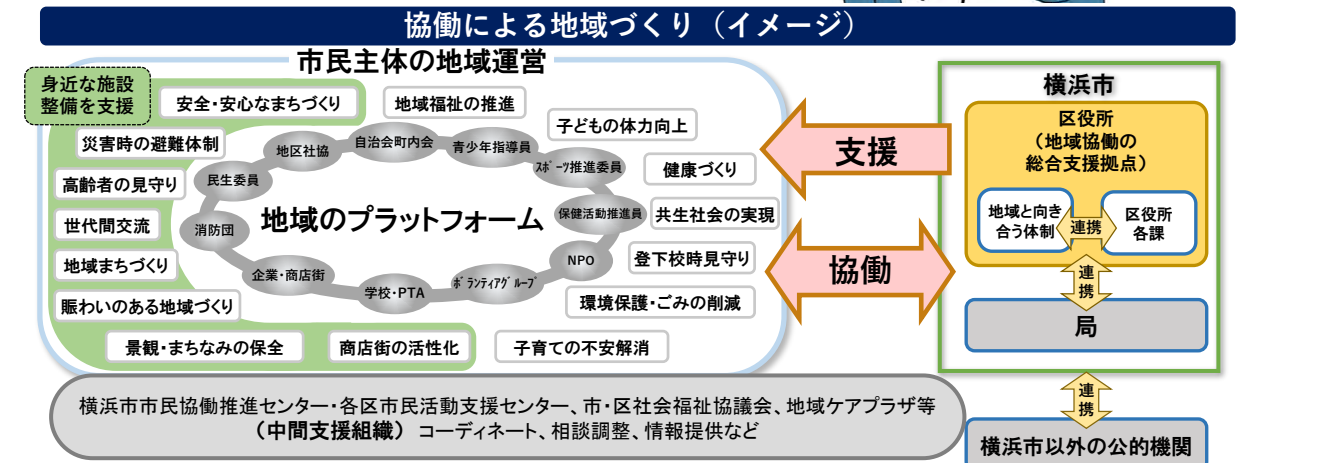 協働による地域づくり（イメージ）
市民主体の地域運営
身近な施設
整備を支援
安全・安心なまちづくり
地域福祉の推進
子どもの体力向上
災害時の避難体制
健康づくり
高齢者の見守り
共生社会の実現
世代間交流
登下校時見守り
地域まちづくり
環境保護・ごみの削減
賑わいのある地域づくり
景観・まちなみの保全
商店街の活性化
子育ての不安解消
地区社協
自治会町内会
青少年指導員
ｽﾎﾟｰﾂ推進委員
民生委員
保健活動推進員
消防団
地域のプラットフォーム
NPO
企業・商店街
学校・PTA
ﾎﾞﾗﾝﾃｨｱｸﾞﾙｰﾌﾟ
支援
協働
横浜市
区役所
（地域協働の
総合支援拠点）
地域と向き
合う体制
連携
区役所
各課
連
携
局
連
携
横浜市以外の公的機関
横浜市市民協働推進センター・各区市民活動支援センター、市・区社会福祉協議会、地域ケアプラザ等
（中間支援組織） コーディネート、相談調整、情報提供など